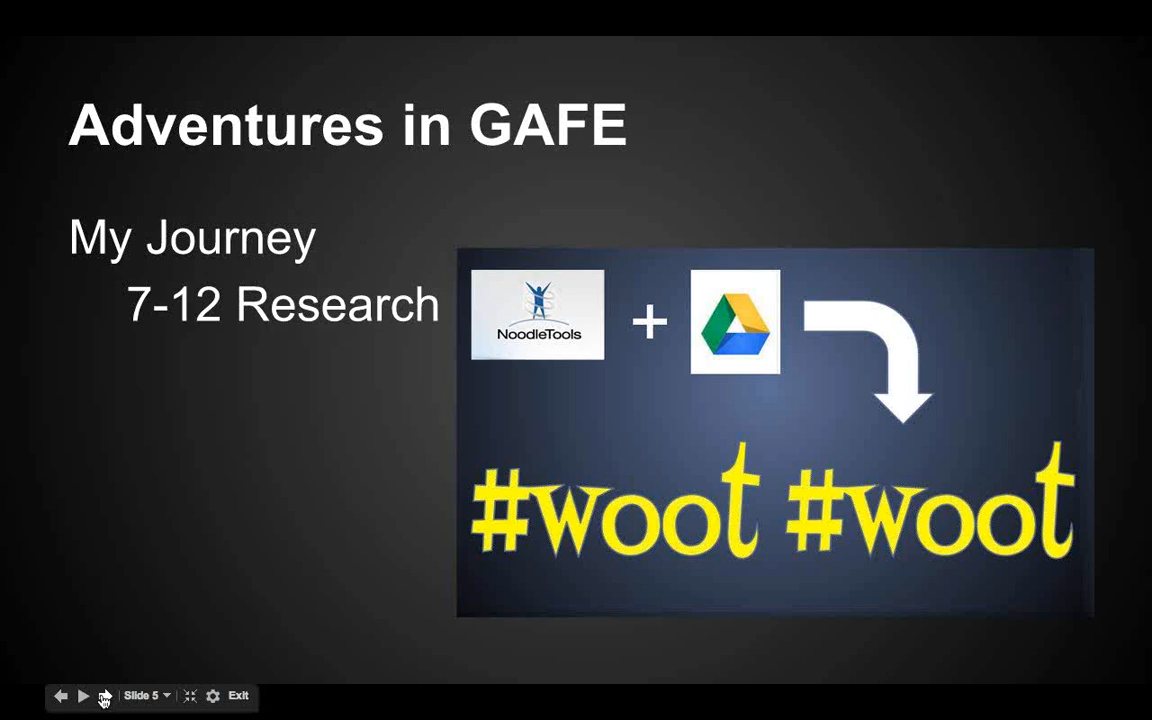 Adventures in GAFE
My Journey
7-12 Research
NoodleTools
+
#woot #woot
Slide 5
Exit